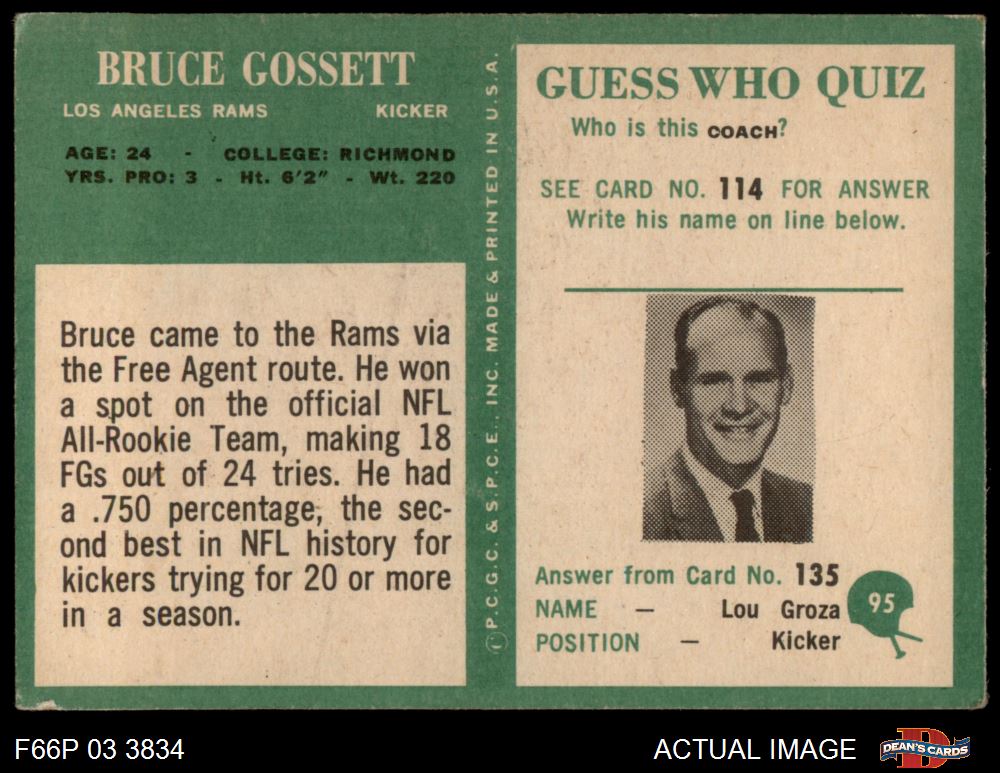 BRUCE GOSSETT
LOS ANGELES RAMS KICKER
AGE: 24 - COLLEGE: RICHMOND
YRS. PRO: 3 - Ht. 6'2" - Wt. 220
Bruce came to the Rams via
the Free Agent route. He won
a spot on the official NFL
All-Rookie Team, making 18
FGs out of 24 tries. He had
a .750 percentage, the sec-
ond best in NFL history for
kickers trying for 20 or more
in a season.
©P.C.G.C. & S.P.C.E., INC. MADE & PRINTED IN U.S.A.
GUESS WHO QUIZ
Who is this COACH?
SEE CARD NO. 114 FOR ANSWER
Write his name on line below.
Answer from Card No. 135
NAME — Lou Groza
POSITION — Kicker
95
F66P 03 3834
ACTUAL IMAGE
DEAN'S CARDS